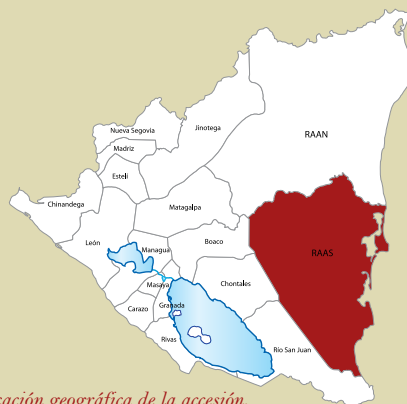 Nueva Segovia
Jinotega
RAAN
Madriz
Estelí
Chinandega
Matagalpa
León
Managua
Boaco
RAAS
Masaya
Chontales
Granada
Carazo
Rivas
Río San Juan
cación geográfica de la accesión